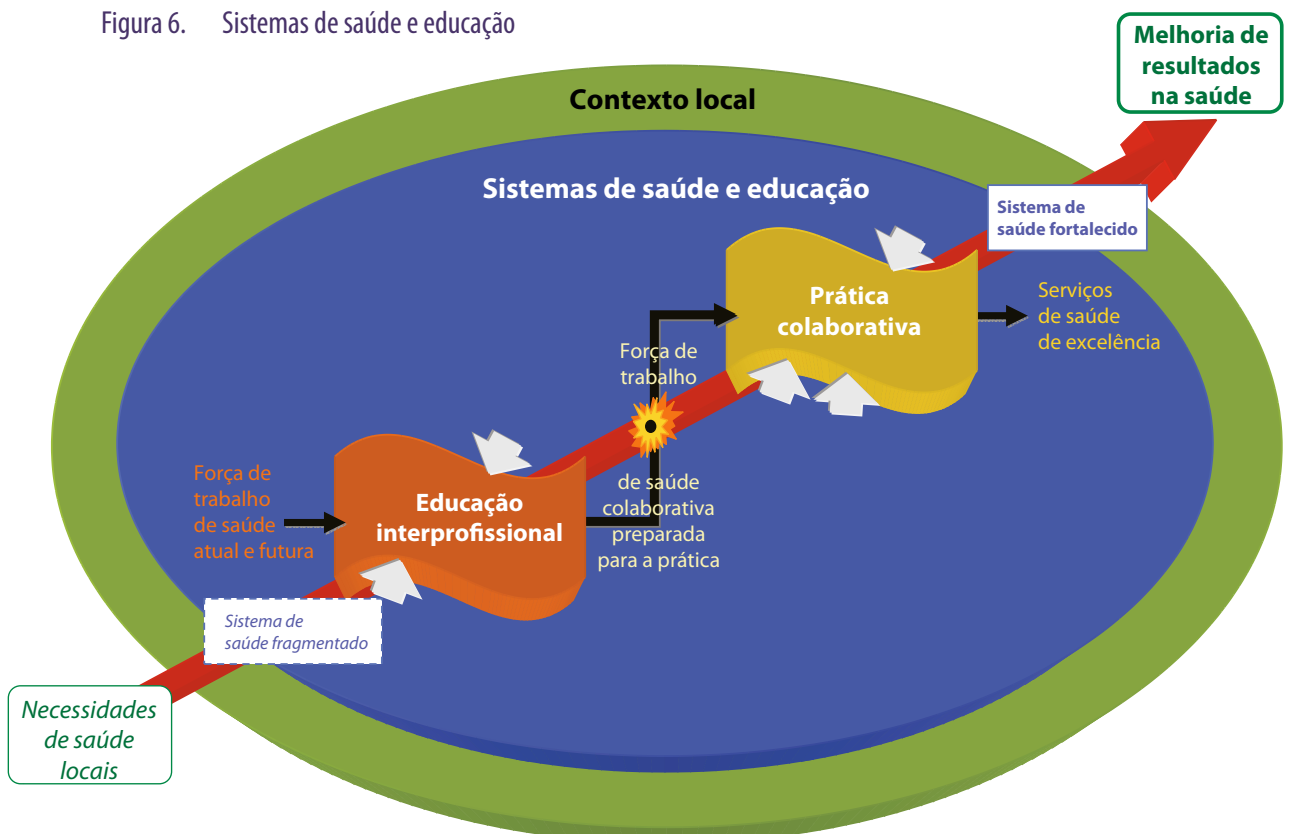 Figura 6. Sistemas de saúde e educação
Melhoria de
resultados
na saúde
Contexto local
Sistemas de saúde e educação
Sistema de
saúde fortalecido
Prática
colaborativa
Serviços
de saúde
de excelência
Força de
trabalho
de saúde
colaborativa
preparada
para a prática
Educação
interprofissional
Força de
trabalho
de saúde
atual e futura
Sistema de
saúde fragmentado
Necessidades
de saúde
locais